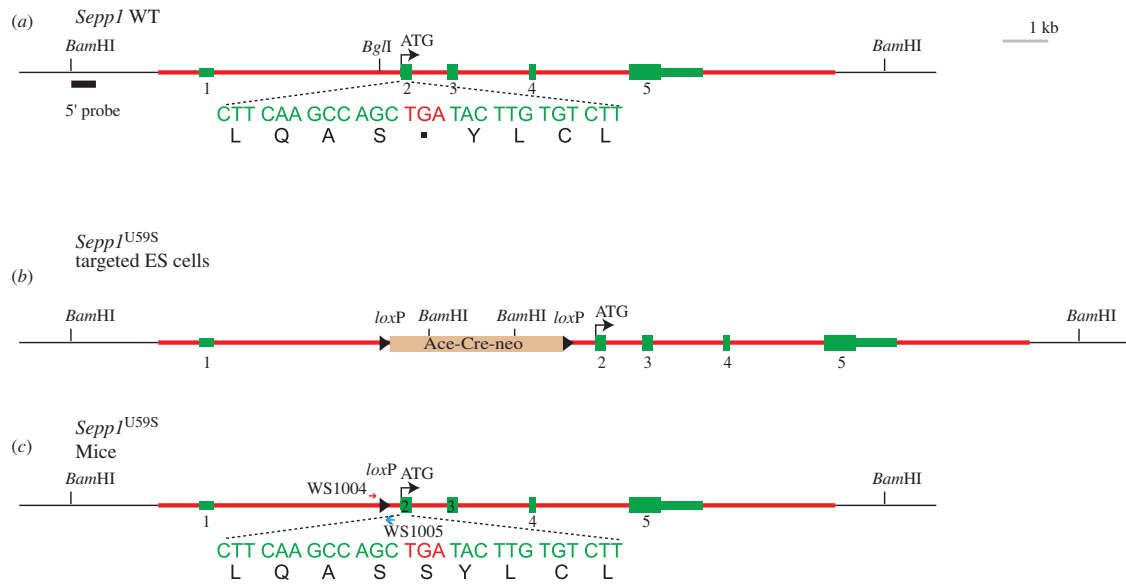 (a) Sepp1 WT
1 kb
BamHI BglI ATG BamHI
1 2 3 4 5
5' probe
CTT CAA GCC AGC TGA TAC TTG TGT CTT
L Q A S ▪ Y L C L
Sepp1U59S
(b) targeted ES cells
BamHI loxP BamHI BamHI loxP ATG BamHI
Ace-Cre-neo
1 2 3 4 5
Sepp1U59S
(c) Mice
BamHI loxP ATG BamHI
WS1004
1 2 3 4 5
WS1005
CTT CAA GCC AGC TGA TAC TTG TGT CTT
L Q A S S Y L C L